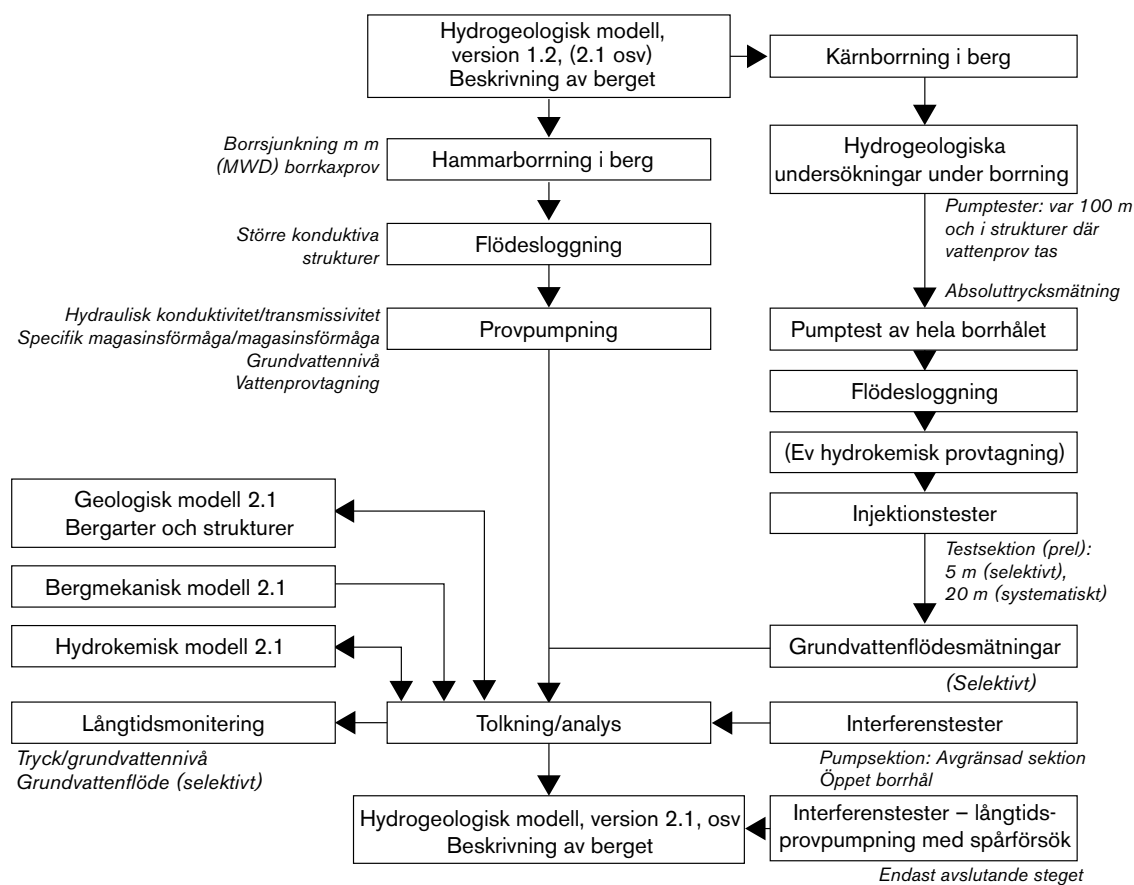 Hydrogeologisk modell,
version 1.2, (2.1 osv)
Beskrivning av berget
Kärnborrning i berg
Borrsjunkning m m
(MWD) borrkaxprov
Hammarborrning i berg
Hydrogeologiska
undersökningar under borrning
Pumptester: var 100 m
och i strukturer där
vattenprov tas
Större konduktiva
strukturer
Flödesloggning
Absoluttrycksmätning
Hydraulisk konduktivitet/transmissivitet
Specifik magasinsförmåga/magasinsförmåga
Grundvattennivå
Vattenprovtagning
Provpumpning
Pumptest av hela borrhålet
Flödesloggning
(Ev hydrokemisk provtagning)
Injektionstester
Testsektion (prel):
5 m (selektivt),
20 m (systematiskt)
Geologisk modell 2.1
Bergarter och strukturer
Bergmekanisk modell 2.1
Hydrokemisk modell 2.1
Grundvattenflödesmätningar
(Selektivt)
Långtidsmonitering
Tryck/grundvattennivå
Grundvattenflöde (selektivt)
Tolkning/analys
Interferenstester
Pumpsektion: Avgränsad sektion
Öppet borrhål
Hydrogeologisk modell, version 2.1, osv
Beskrivning av berget
Interferenstester – långtids-
provpumpning med spårförsök
Endast avslutande steget